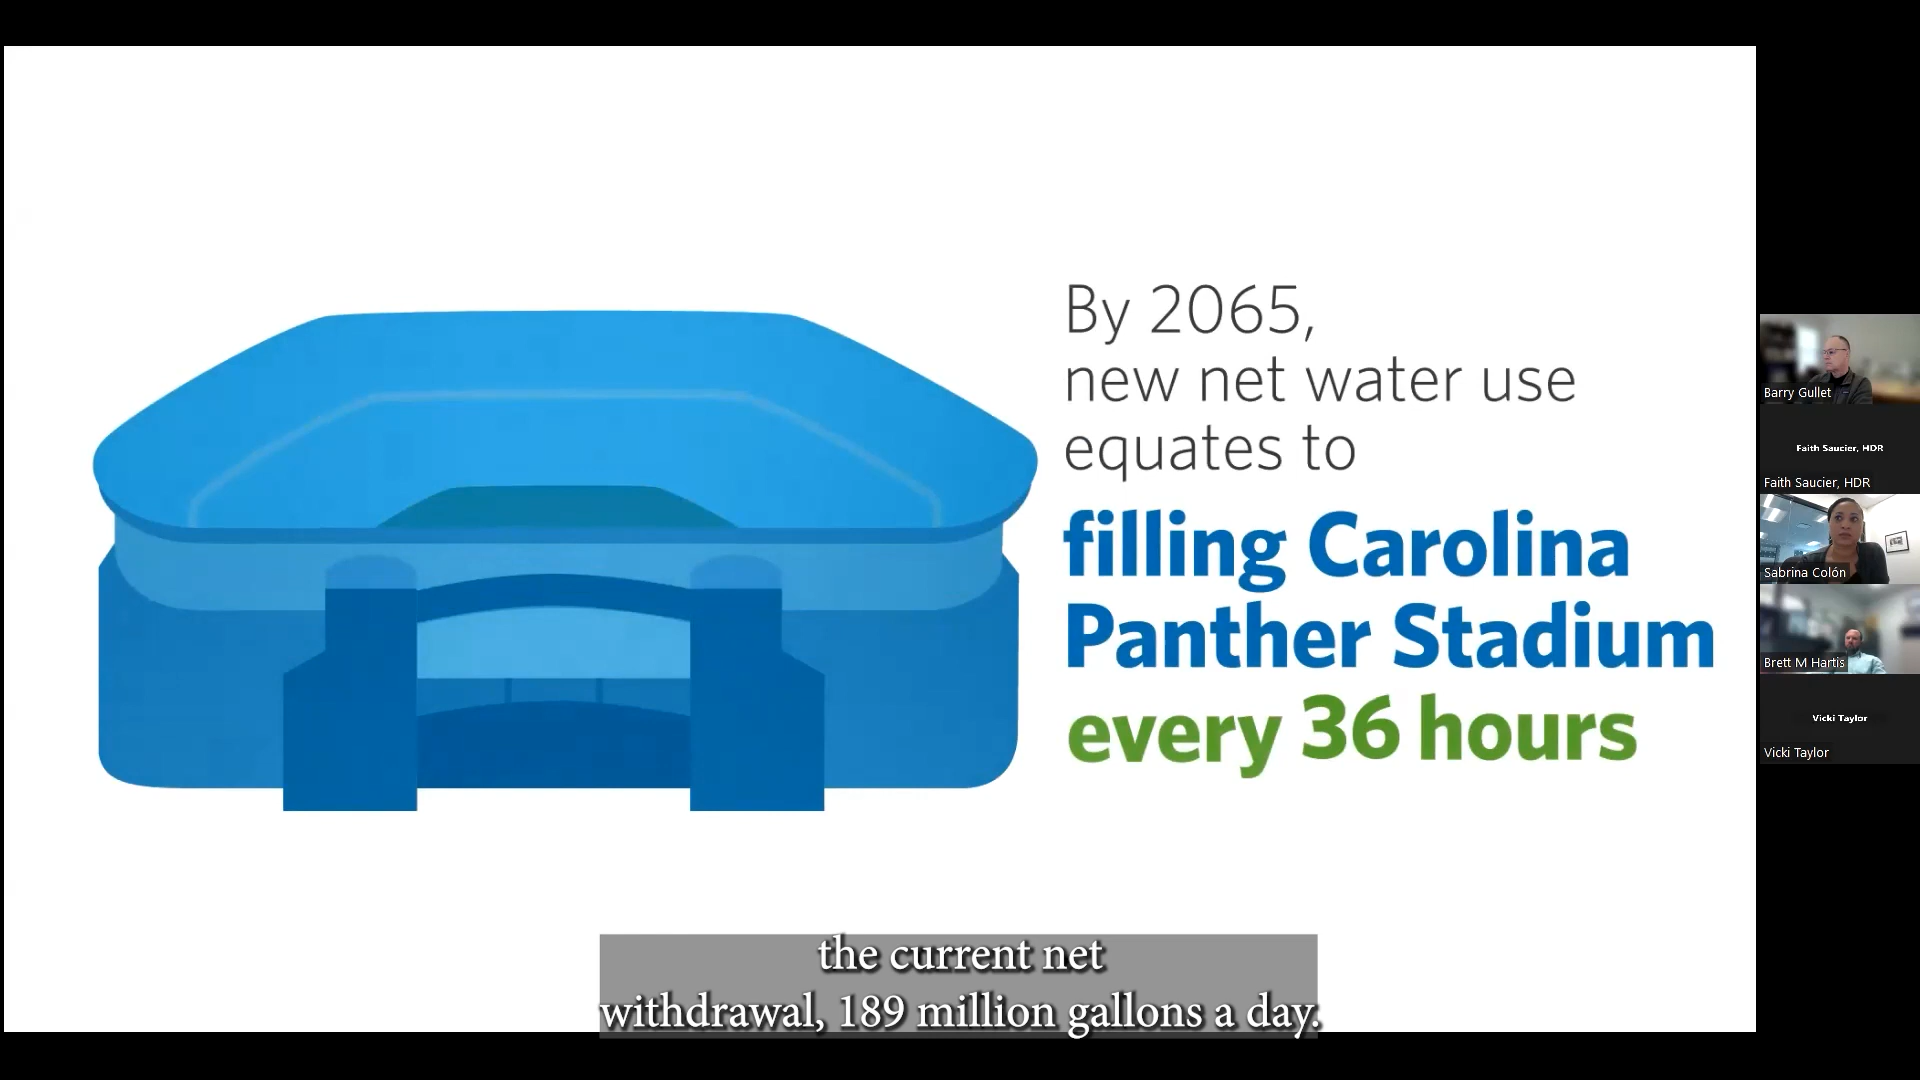 By 2065,
new net water use
equates to
filling Carolina
Panther Stadium
every 36 hours
the current net
withdrawal, 189 million gallons a day.
Barry Gullet
Faith Saucier, HDR
Faith Saucier, HDR
Sabrina Colón
Brett M Hartis
Vicki Taylor
Vicki Taylor